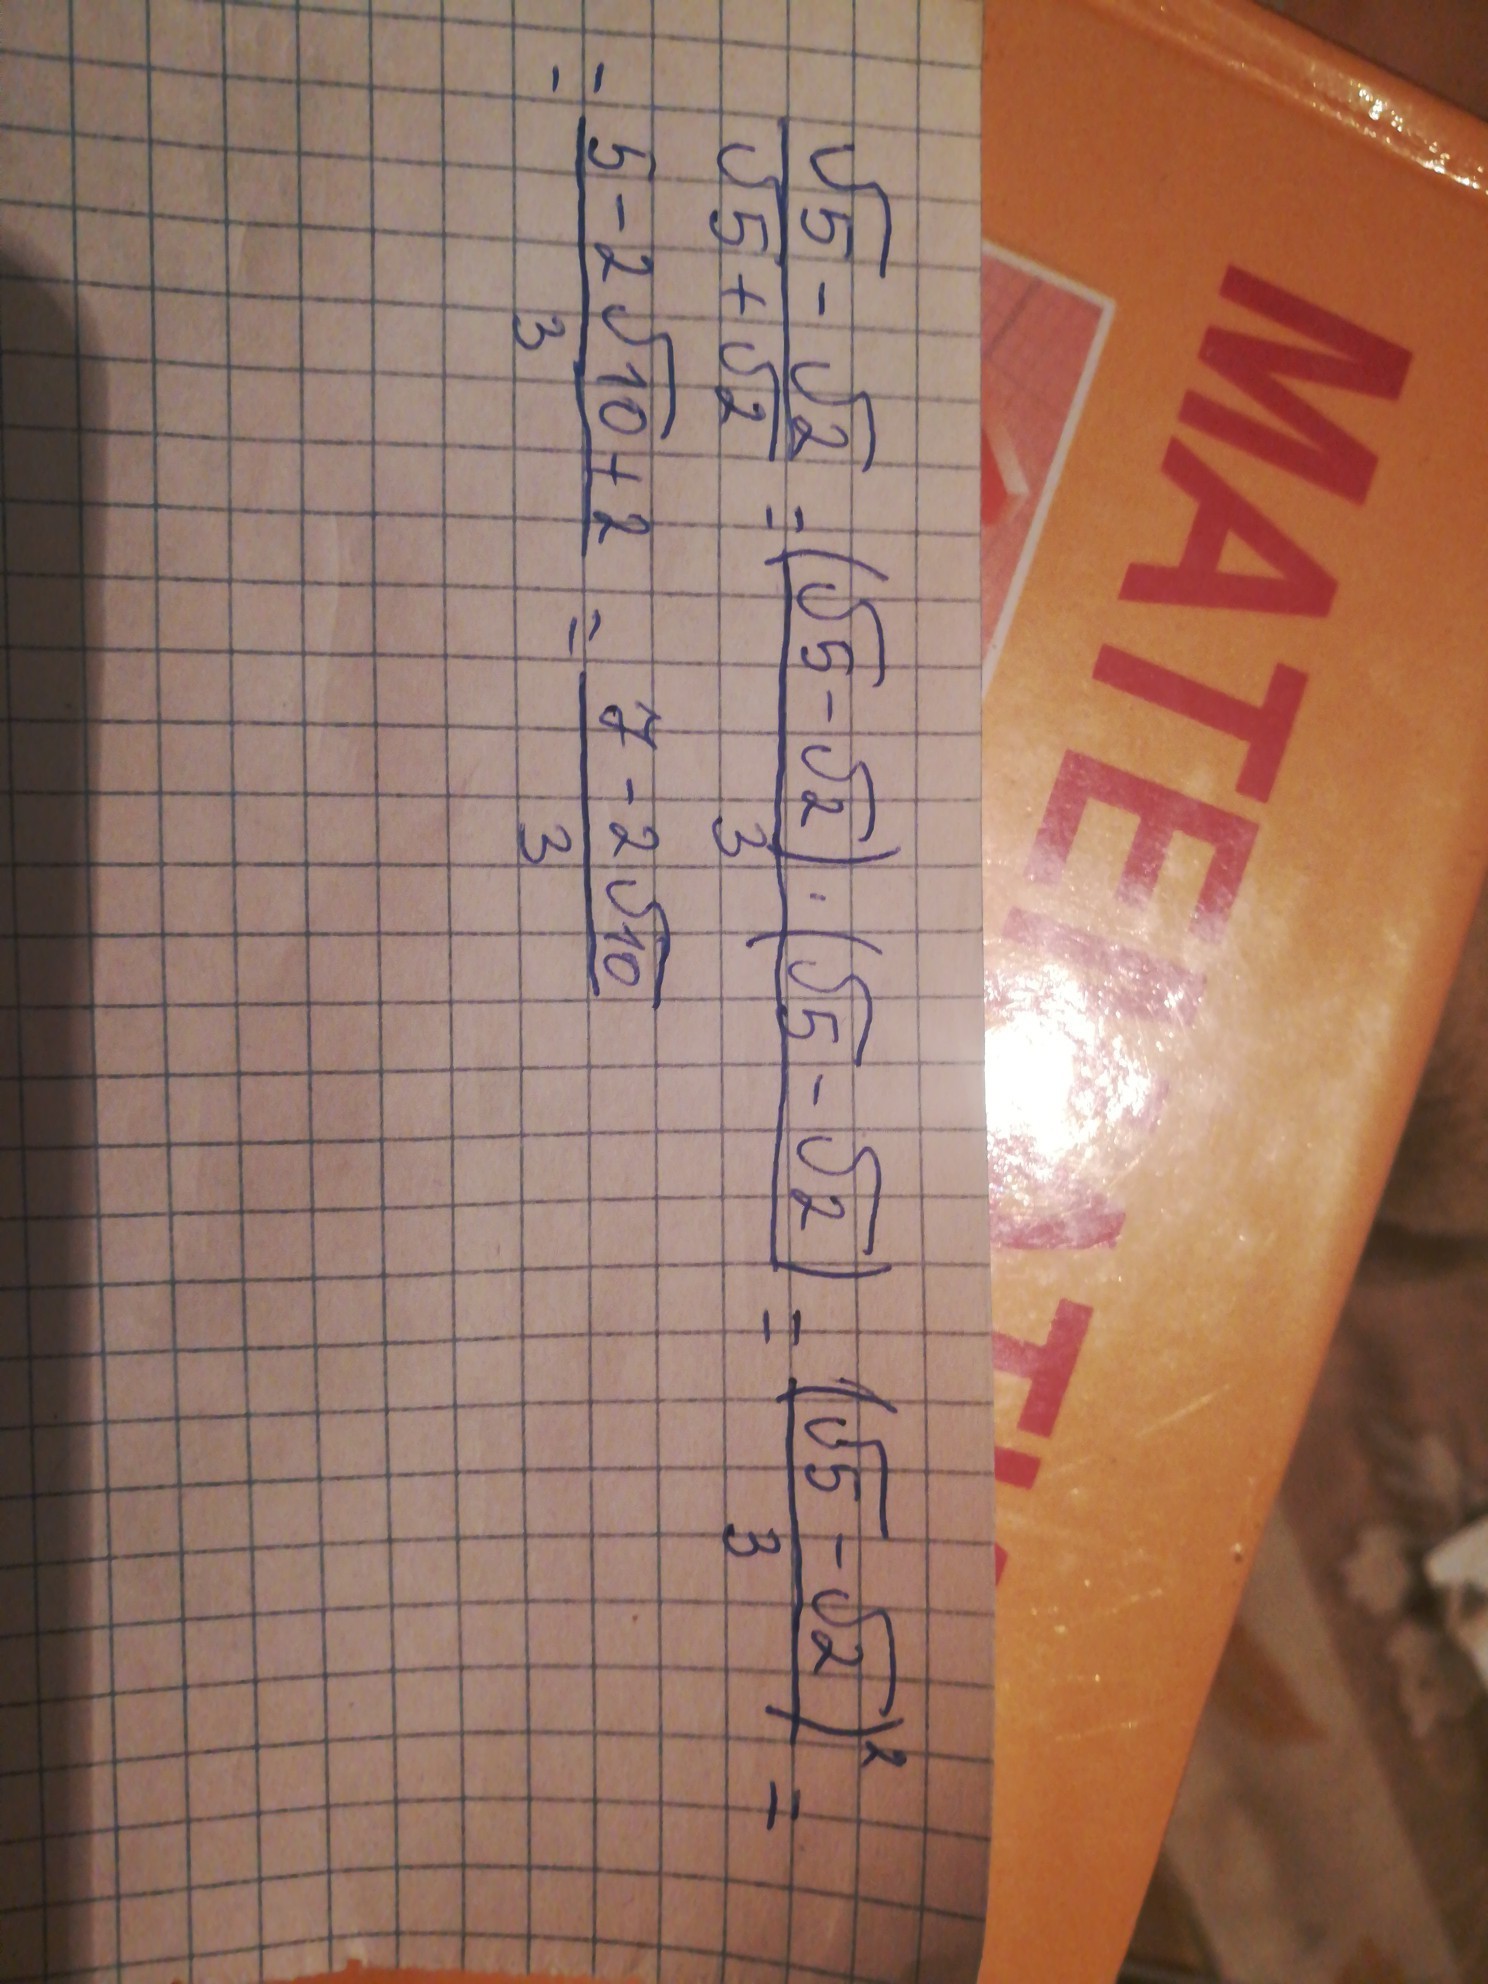 MATE
√5 - √2 / √5 + √2 = (√5 - √2) · (√5 - √2) / 3 = (√5 - √2)² / 3 =
= 5 - 2√10 + 2 / 3 = 7 - 2√10 / 3